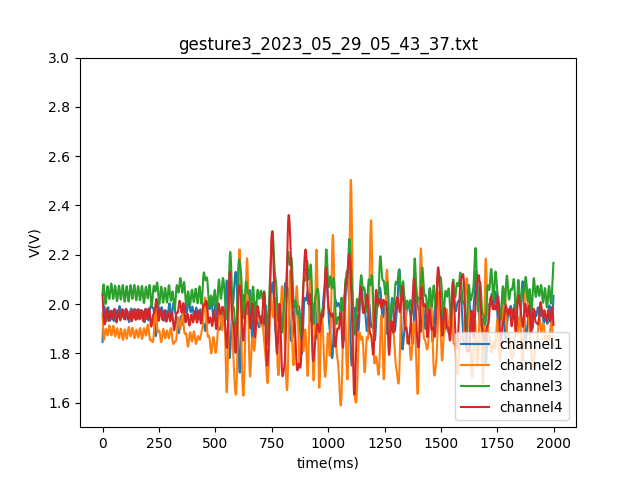 gesture3_2023_05_29_05_43_37.txt
3.0
2.8
2.6
2.4
2.2
2.0
1.8
1.6
V(V)
0 250 500 750 1000 1250 1500 1750 2000
time(ms)
channel1
channel2
channel3
channel4